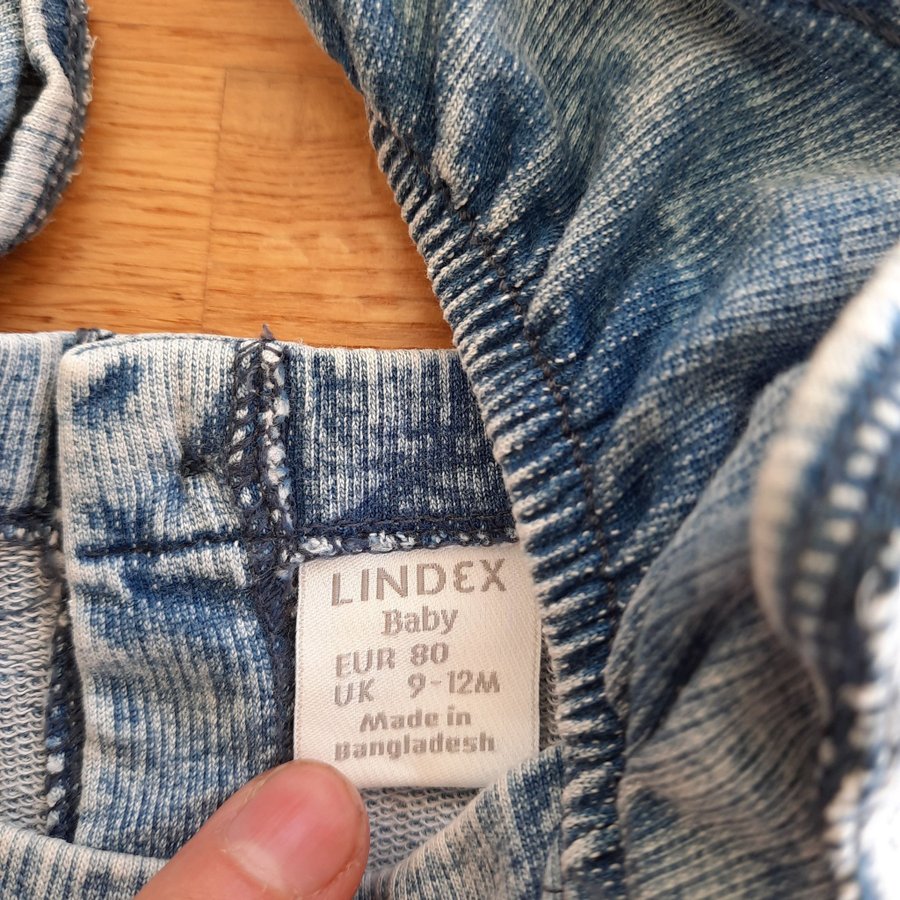 LINDEX
Baby
EUR 80
UK 9-12M
Made in
Bangladesh